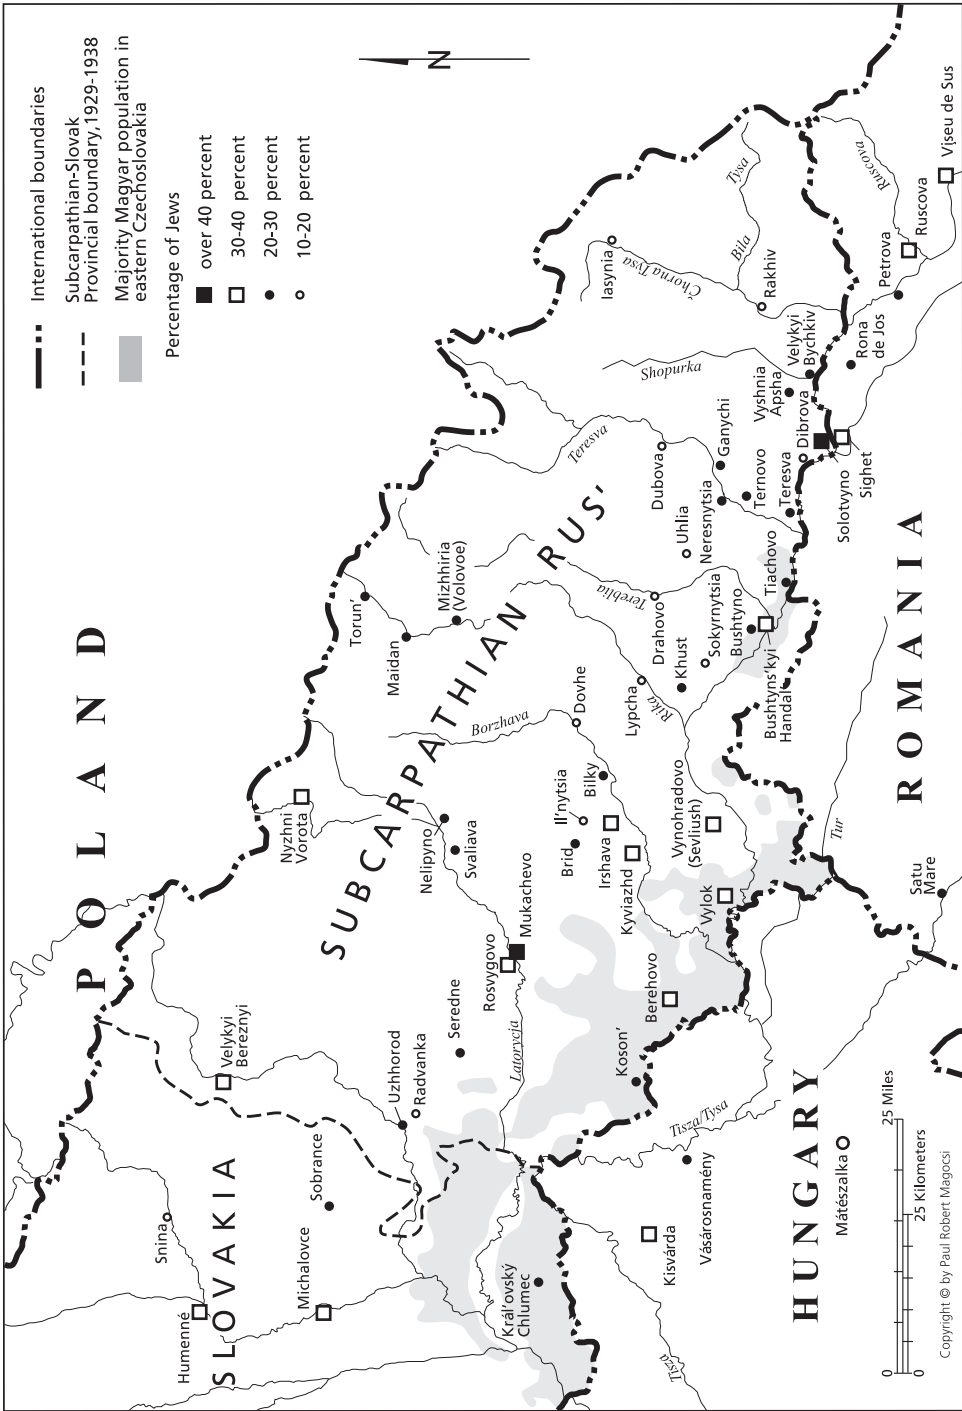 International boundaries
Subcarpathian-Slovak
Provincial boundary, 1929-1938
Majority Magyar population in
eastern Czechoslovakia
Percentage of Jews
over 40 percent
30-40 percent
20-30 percent
10-20 percent
N
POLAND
SLOVAKIA
SUBCARPATHIAN RUS'
HUNGARY
ROMANIA
Humenné
Snina
Michalovce
Sobrance
Velykyi
Bereznyi
Uzhhorod
Radvanka
Seredne
Král'ovský
Chlumec
Nyzhni
Vorota
Nelipyno
Svaliava
Rosvygovo
Mukachevo
Latorycja
Torun'
Maidan
Mizhhiria
(Volovoe)
Borzhava
Dovhe
Il'nytsia
Bilky
Brid
Irshava
Kyviazhd
Lypcha
Rika
Khust
Drahovo
Sokyrnytsia
Bushtyno
Bushtyns'kyi
Handal
Tereblia
Uhlia
Neresnytsia
Dubova
Teresva
Ganychi
Ternovo
Teresva
Tiachovo
Vyshnia
Apsha
Dibrova
Solotvyno
Sighet
Velykyi
Bychkiv
Shopurka
Iasynia
Chorna Tysa
Bila
Tysa
Rakhiv
Rona
de Jos
Petrova
Ruscova
Ruscova
Vişeu de Sus
Vynohradovo
(Sevliush)
Vylok
Berehovo
Koson'
Tisza/Tysa
Vásárosnamény
Kisvárda
Tisza
Mátészalka
Tur
Satu
Mare
0
25 Miles
0
25 Kilometers
Copyright © by Paul Robert Magocsi